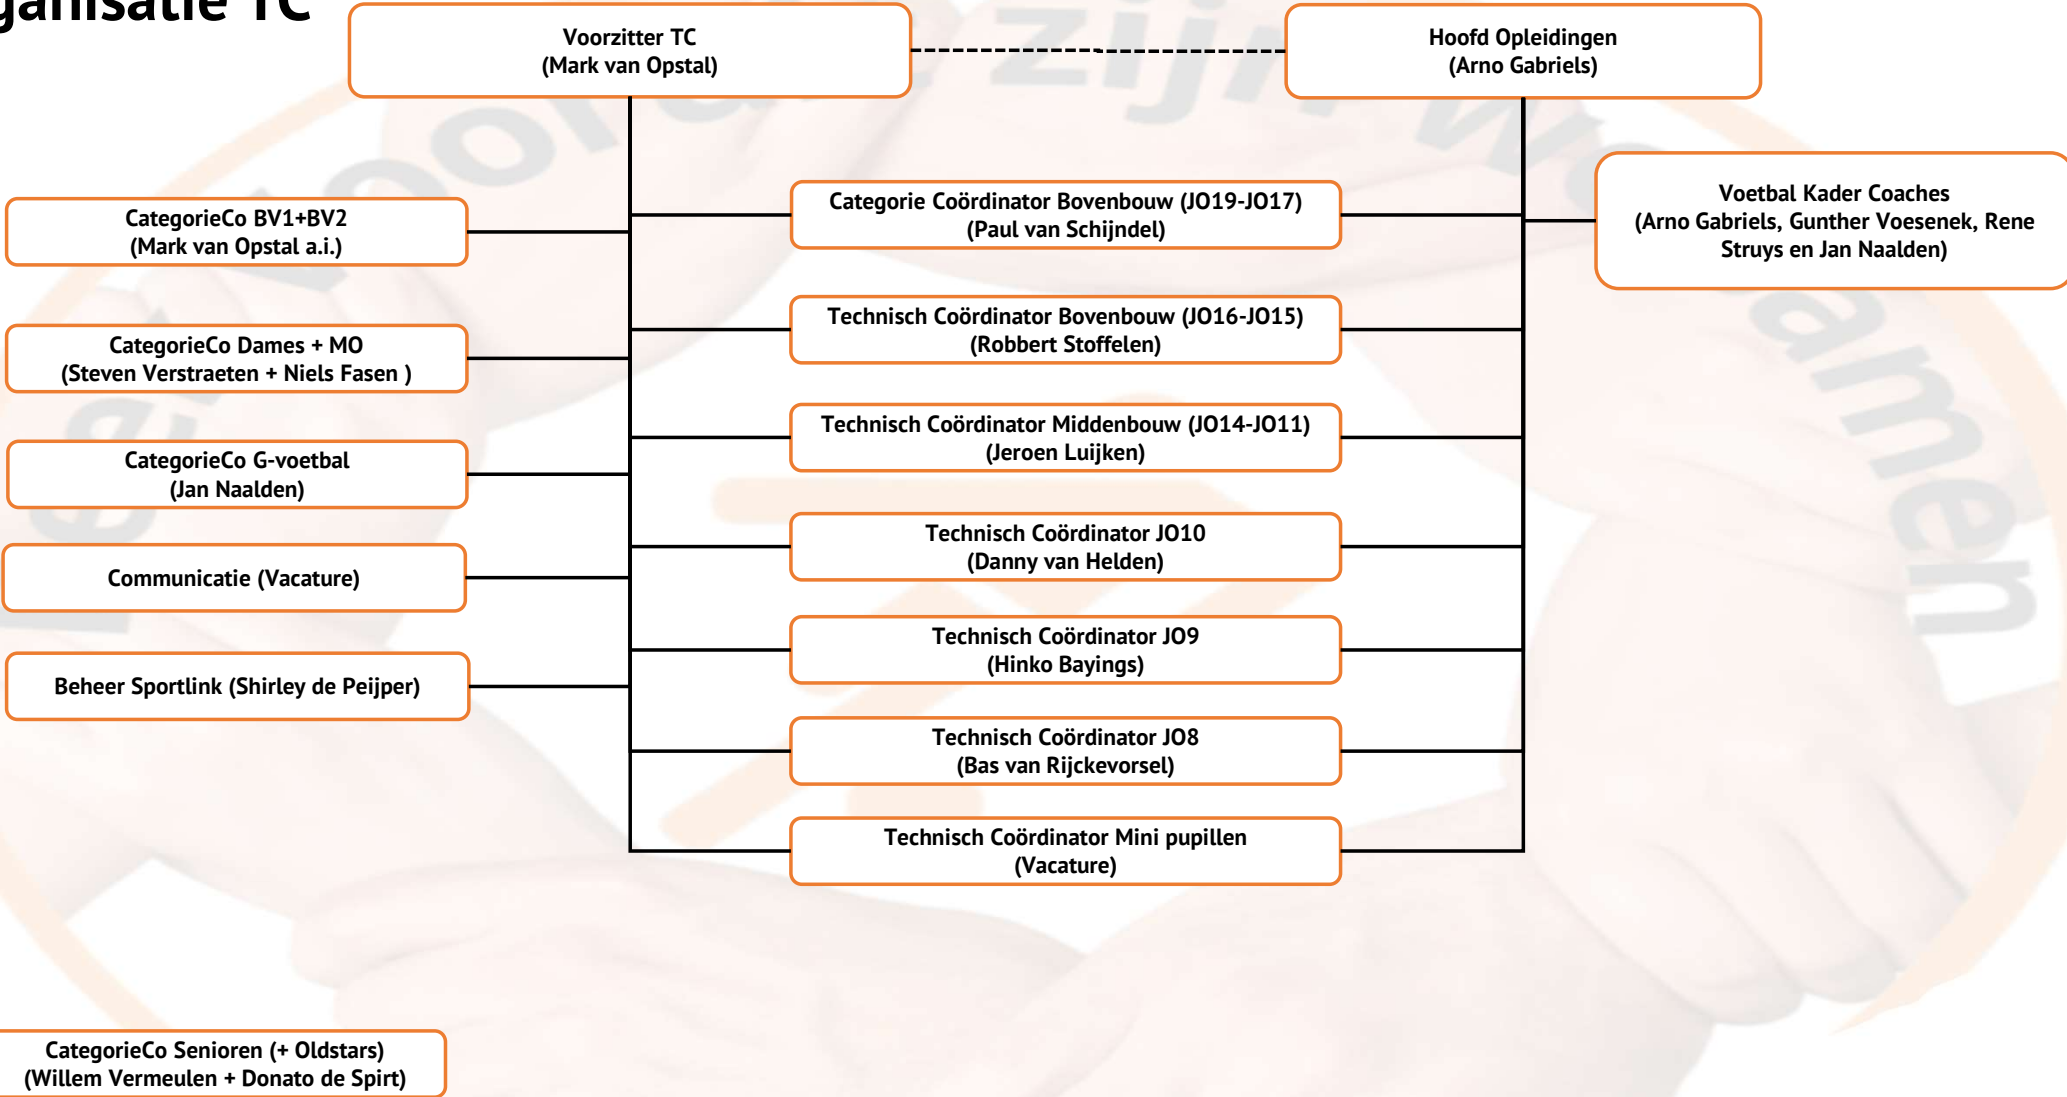 ganisatie TC
Voorzitter TC
(Mark van Opstal)
Hoofd Opleidingen
(Arno Gabriels)
Voetbal Kader Coaches
(Arno Gabriels, Gunther Voesenek, Rene
Struys en Jan Naalden)
CategorieCo BV1+BV2
(Mark van Opstal a.i.)
CategorieCo Dames + MO
(Steven Verstraeten + Niels Fasen )
CategorieCo G-voetbal
(Jan Naalden)
Communicatie (Vacature)
Beheer Sportlink (Shirley de Peijper)
Categorie Coördinator Bovenbouw (JO19-JO17)
(Paul van Schijndel)
Technisch Coördinator Bovenbouw (JO16-JO15)
(Robbert Stoffelen)
Technisch Coördinator Middenbouw (JO14-JO11)
(Jeroen Luijken)
Technisch Coördinator JO10
(Danny van Helden)
Technisch Coördinator JO9
(Hinko Bayings)
Technisch Coördinator JO8
(Bas van Rijckevorsel)
Technisch Coördinator Mini pupillen
(Vacature)
CategorieCo Senioren (+ Oldstars)
(Willem Vermeulen + Donato de Spirt)